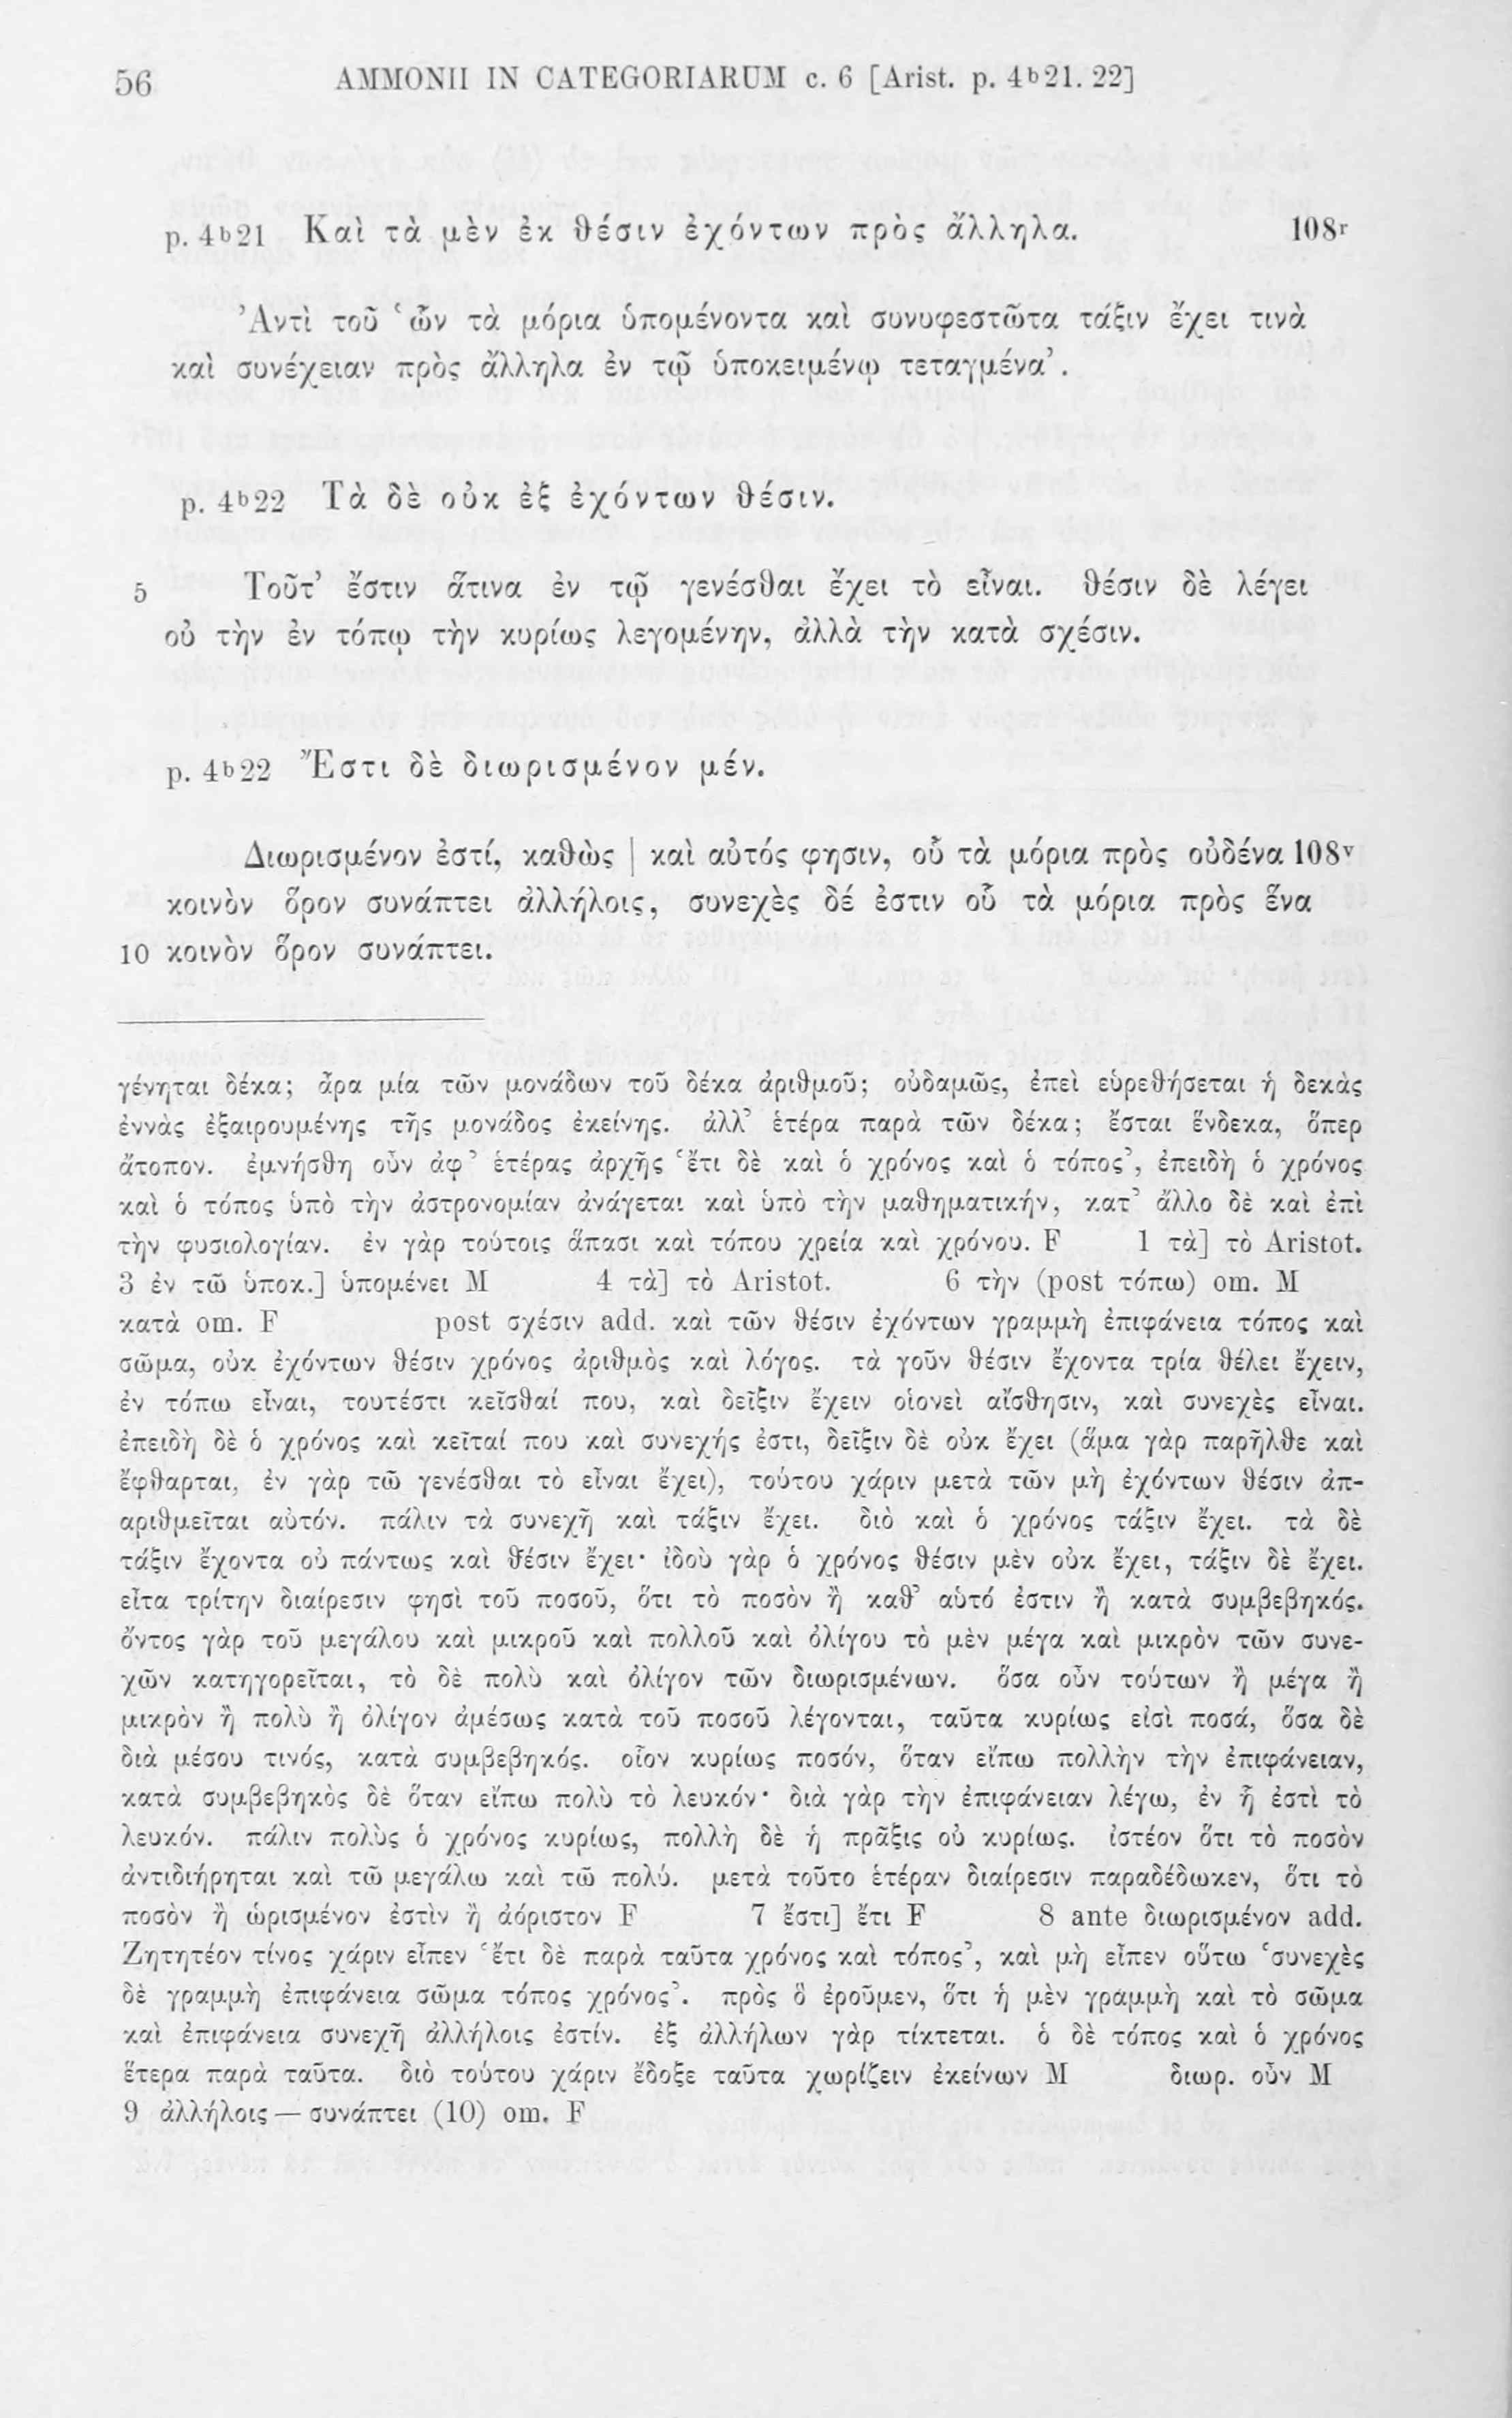 56 AMMONII IN CATEGORIARUM c. 6 [Arist. p. 4b21. 22]
p. 4b21 Καὶ τὰ μὲν ἐκ θέσιν ἐχόντων πρὸς ἄλληλα. 108r
Ἀντὶ τοῦ ‘ὧν τὰ μόρια ὑπομένοντα καὶ συνυφεστῶτα τάξιν ἔχει τινὰ
καὶ συνέχειαν πρὸς ἄλληλα ἐν τῷ ὑποκειμένῳ τεταγμένα’.
p. 4b22 Τὰ δὲ οὐκ ἐξ ἐχόντων θέσιν.
5 Τοῦτ’ ἔστιν ἅτινα ἐν τῷ γενέσθαι ἔχει τὸ εἶναι. θέσιν δὲ λέγει
οὐ τὴν ἐν τόπῳ τὴν κυρίως λεγομένην, ἀλλὰ τὴν κατὰ σχέσιν.
p. 4b22 Ἔστι δὲ διωρισμένον μέν.
Διωρισμένον ἐστί, καθὼς | καὶ αὐτός φησιν, οὗ τὰ μόρια πρὸς οὐδένα 108v
κοινὸν ὅρον συνάπτει ἀλλήλοις, συνεχὲς δέ ἐστιν οὗ τὰ μόρια πρὸς ἕνα
10 κοινὸν ὅρον συνάπτει.
γένηται δέκα; ἆρα μία τῶν μονάδων τοῦ δέκα ἀριθμοῦ; οὐδαμῶς, ἐπεὶ εὑρεθήσεται ἡ δεκὰς
ἐννὰς ἐξαιρουμένης τῆς μονάδος ἐκείνης. ἀλλ’ ἑτέρα παρὰ τῶν δέκα; ἔσται ἕνδεκα, ὅπερ
ἄτοπον. ἐμνήσθη οὖν ἀφ’ ἑτέρας ἀρχῆς ‘ἔτι δὲ καὶ ὁ χρόνος καὶ ὁ τόπος’, ἐπειδὴ ὁ χρόνος
καὶ ὁ τόπος ὑπὸ τὴν ἀστρονομίαν ἀνάγεται καὶ ὑπὸ τὴν μαθηματικήν, κατ’ ἄλλο δὲ καὶ ἐπὶ
τὴν φυσιολογίαν. ἐν γὰρ τούτοις ἅπασι καὶ τόπου χρεία καὶ χρόνου. F 1 τὰ] τὸ Aristot.
3 ἐν τῶ ὑποκ.] ὑπομένει M 4 τὰ] τὸ Aristot. 6 τὴν (post τόπω) om. M
κατὰ om. F post σχέσιν add. καὶ τῶν θέσιν ἐχόντων γραμμὴ ἐπιφάνεια τόπος καὶ
σῶμα, οὐκ ἐχόντων θέσιν χρόνος ἀριθμὸς καὶ λόγος. τὰ γοῦν θέσιν ἔχοντα τρία θέλει ἔχειν,
ἐν τόπω εἶναι, τουτέστι κεῖσθαί που, καὶ δεῖξιν ἔχειν οἱονεὶ αἴσθησιν, καὶ συνεχὲς εἶναι.
ἐπειδὴ δὲ ὁ χρόνος καὶ κεῖταί που καὶ συνεχής ἐστι, δεῖξιν δὲ οὐκ ἔχει (ἅμα γὰρ παρῆλθε καὶ
ἔφθαρται, ἐν γὰρ τῶ γενέσθαι τὸ εἶναι ἔχει), τούτου χάριν μετὰ τῶν μὴ ἐχόντων θέσιν ἀπ-
αριθμεῖται αὐτόν. πάλιν τὰ συνεχῆ καὶ τάξιν ἔχει. διὸ καὶ ὁ χρόνος τάξιν ἔχει. τὰ δὲ
τάξιν ἔχοντα οὐ πάντως καὶ θέσιν ἔχει· ἰδοὺ γὰρ ὁ χρόνος θέσιν μὲν οὐκ ἔχει, τάξιν δὲ ἔχει.
εἶτα τρίτην διαίρεσιν φησὶ τοῦ ποσοῦ, ὅτι τὸ ποσὸν ἢ καθ’ αὑτό ἐστιν ἢ κατὰ συμβεβηκός.
ὄντος γὰρ τοῦ μεγάλου καὶ μικροῦ καὶ πολλοῦ καὶ ὀλίγου τὸ μὲν μέγα καὶ μικρὸν τῶν συνε-
χῶν κατηγορεῖται, τὸ δὲ πολὺ καὶ ὀλίγον τῶν διωρισμένων. ὅσα οὖν τούτων ἢ μέγα ἢ
μικρὸν ἢ πολὺ ἢ ὀλίγον ἀμέσως κατὰ τοῦ ποσοῦ λέγονται, ταῦτα κυρίως εἰσὶ ποσά, ὅσα δὲ
διὰ μέσου τινός, κατὰ συμβεβηκός. οἷον κυρίως ποσόν, ὅταν εἴπω πολλὴν τὴν ἐπιφάνειαν,
κατὰ συμβεβηκὸς δὲ ὅταν εἴπω πολὺ τὸ λευκόν· διὰ γὰρ τὴν ἐπιφάνειαν λέγω, ἐν ἧ ἐστὶ τὸ
λευκόν. πάλιν πολὺς ὁ χρόνος κυρίως, πολλὴ δὲ ἡ πρᾶξις οὐ κυρίως. ἰστέον ὅτι τὸ ποσὸν
ἀντιδιήρηται καὶ τῶ μεγάλω καὶ τῶ πολύ. μετὰ τοῦτο ἑτέραν διαίρεσιν παραδέδωκεν, ὅτι τὸ
ποσὸν ἢ ὡρισμένον ἐστὶν ἢ ἀόριστον F 7 ἔστι] ἔτι F 8 ante διωρισμένον add.
Ζητητέον τίνος χάριν εἶπεν ‘ἔτι δὲ παρὰ ταῦτα χρόνος καὶ τόπος’, καὶ μὴ εἶπεν οὕτω ‘συνεχὲς
δὲ γραμμὴ ἐπιφάνεια σῶμα τόπος χρόνος’. πρὸς ὃ ἐροῦμεν, ὅτι ἡ μὲν γραμμὴ καὶ τὸ σῶμα
καὶ ἐπιφάνεια συνεχῆ ἀλλήλοις ἐστίν. ἐξ ἀλλήλων γὰρ τίκτεται. ὁ δὲ τόπος καὶ ὁ χρόνος
ἕτερα παρὰ ταῦτα. διὸ τούτου χάριν ἔδοξε ταῦτα χωρίζειν ἐκείνων M διωρ. οὖν M
9 ἀλλήλοις — συνάπτει (10) om. F